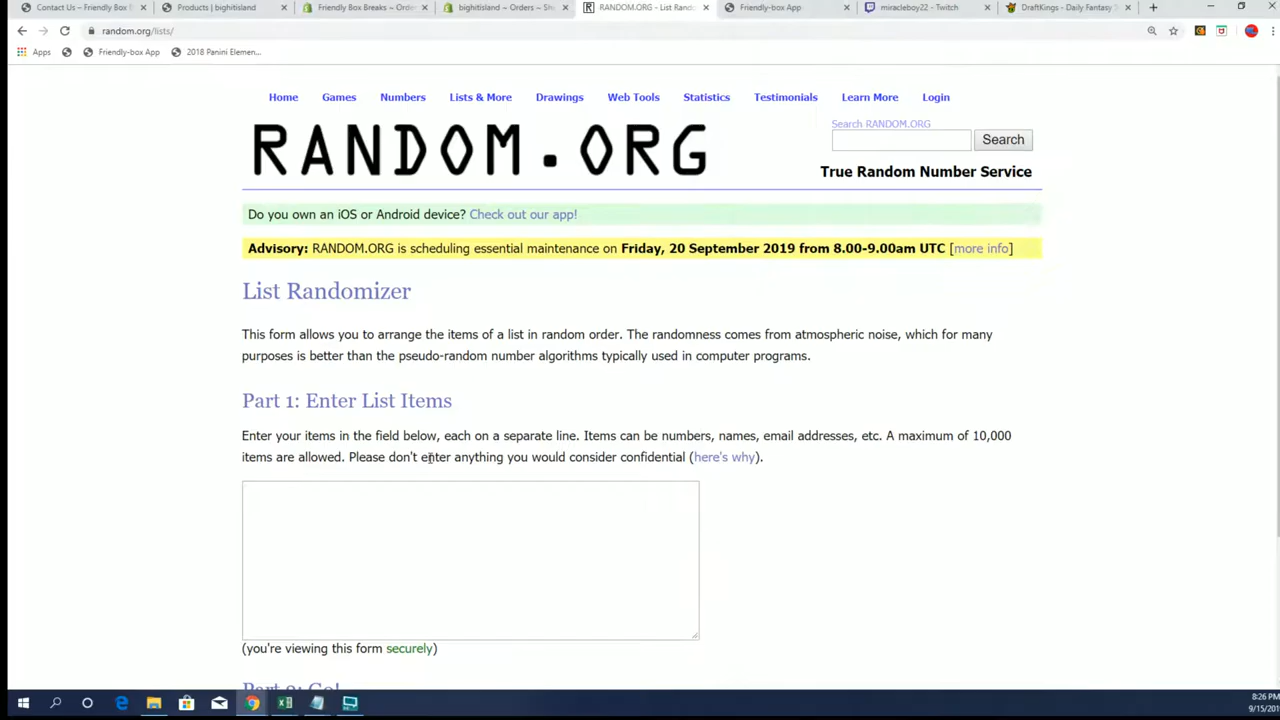 Contact Us – Friendly Box B
Products | bighitisland
Friendly Box Breaks ~ Orde
bighitisland ~ Orders ~ Sh
RANDOM.ORG - List Rando
Friendly-box App
miracleboy22 - Twitch
DraftKings - Daily Fantasy
random.org/lists/
Apps
Friendly-box App
2018 Panini Elemen...
Home
Games
Numbers
Lists & More
Drawings
Web Tools
Statistics
Testimonials
Learn More
Login
RANDOM.ORG
Search RANDOM.ORG
Search
True Random Number Service
Do you own an iOS or Android device? Check out our app!
Advisory: RANDOM.ORG is scheduling essential maintenance on Friday, 20 September 2019 from 8.00-9.00am UTC [more info]
List Randomizer
This form allows you to arrange the items of a list in random order. The randomness comes from atmospheric noise, which for many
purposes is better than the pseudo-random number algorithms typically used in computer programs.
Part 1: Enter List Items
Enter your items in the field below, each on a separate line. Items can be numbers, names, email addresses, etc. A maximum of 10,000
items are allowed. Please don't enter anything you would consider confidential (here's why).
(you're viewing this form securely)
Part 2: Go!
8:26 PM
9/15/201